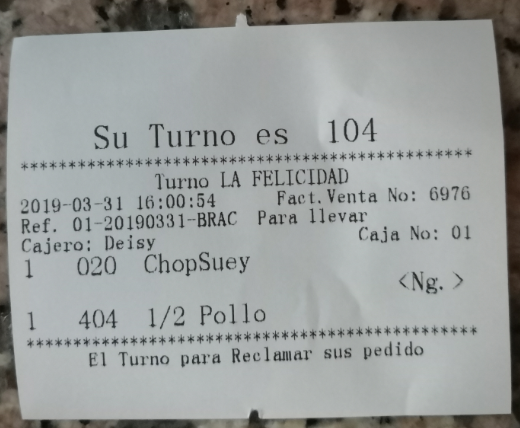 Su Turno es 104
************************************************
Turno LA FELICIDAD
2019-03-31 16:00:54 Fact.Venta No: 6976
Ref. 01-20190331-BRAC Para llevar
Cajero: Deisy Caja No: 01
1 020 ChopSuey
<Ng. >
1 404 1/2 Pollo
************************************************
El Turno para Reclamar sus pedido